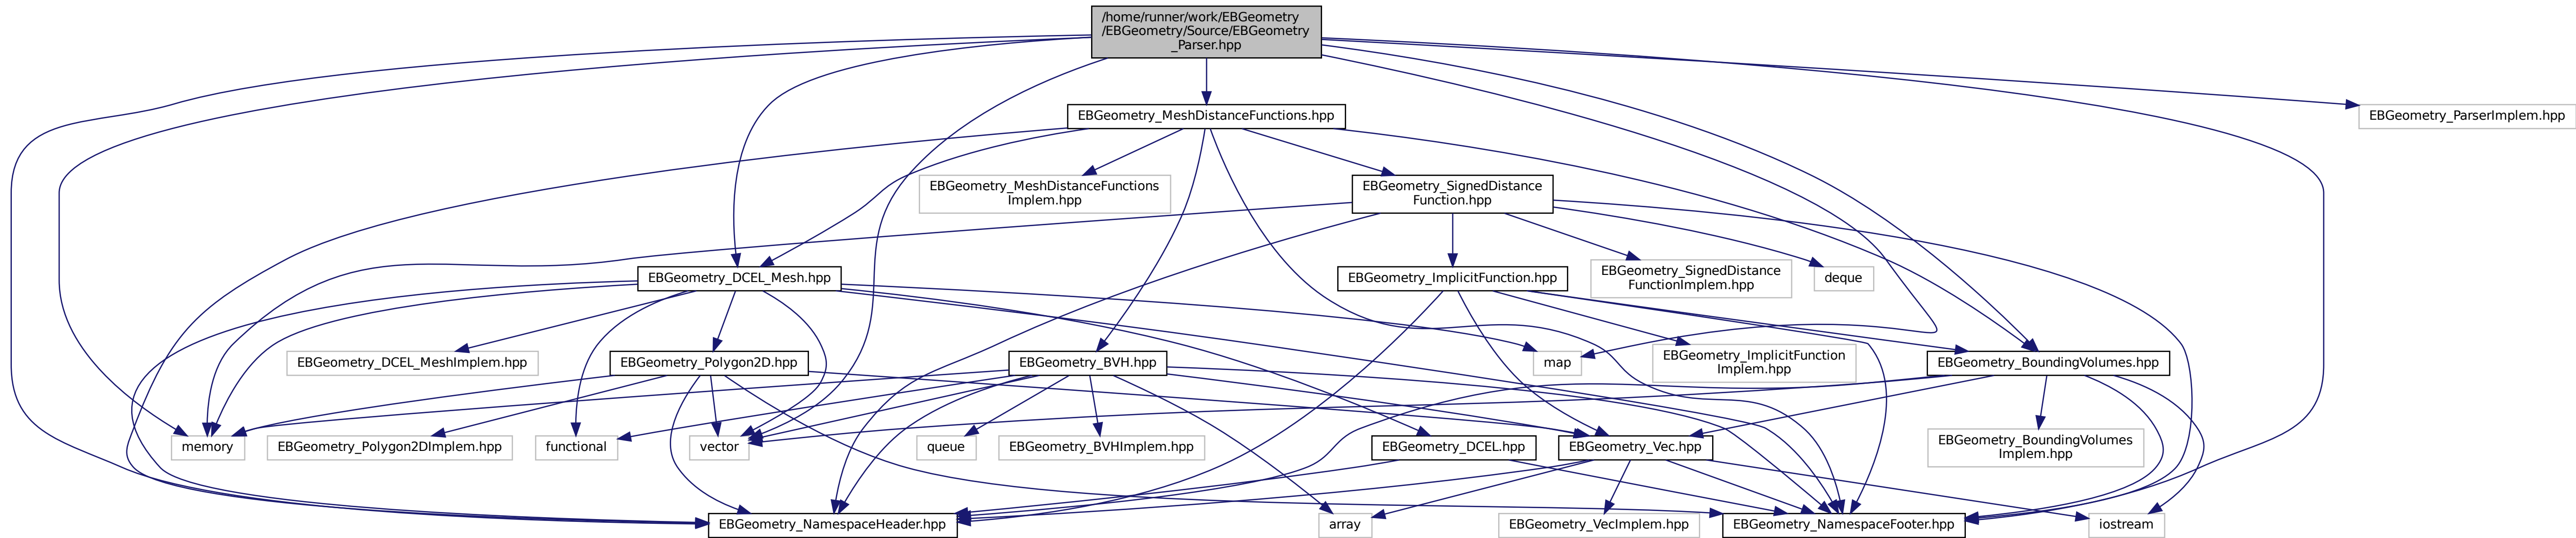 /home/runner/work/EBGeometry
/EBGeometry/Source/EBGeometry
_Parser.hpp
EBGeometry_MeshDistanceFunctions.hpp
EBGeometry_ParserImplem.hpp
EBGeometry_MeshDistanceFunctions
Implem.hpp
EBGeometry_SignedDistance
Function.hpp
EBGeometry_DCEL_Mesh.hpp
EBGeometry_ImplicitFunction.hpp
EBGeometry_SignedDistance
FunctionImplem.hpp
deque
EBGeometry_DCEL_MeshImplem.hpp
EBGeometry_Polygon2D.hpp
EBGeometry_BVH.hpp
map
EBGeometry_ImplicitFunction
Implem.hpp
EBGeometry_BoundingVolumes.hpp
memory
EBGeometry_Polygon2DImplem.hpp
functional
vector
queue
EBGeometry_BVHImplem.hpp
EBGeometry_DCEL.hpp
EBGeometry_Vec.hpp
EBGeometry_BoundingVolumes
Implem.hpp
EBGeometry_NamespaceHeader.hpp
array
EBGeometry_VecImplem.hpp
EBGeometry_NamespaceFooter.hpp
iostream